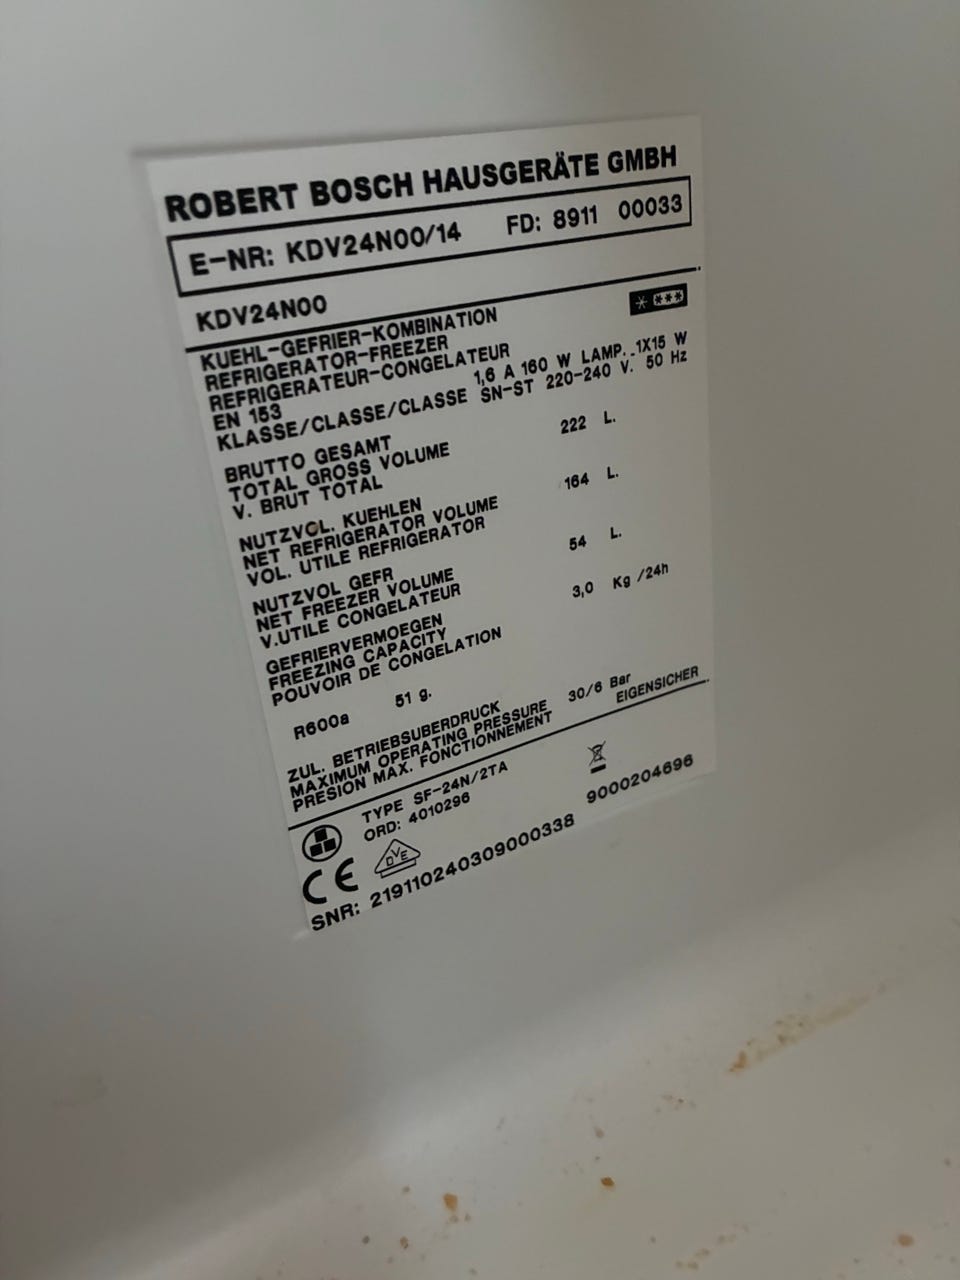 ROBERT BOSCH HAUSGERÄTE GMBH
E-NR: KDV24N00/14 FD: 8911 00033
KDV24N00
* ***
KUEHL-GEFRIER-KOMBINATION
REFRIGERATOR-FREEZER
REFRIGERATEUR-CONGELATEUR
EN 153 1,6 A 160 W LAMP. 1X15 W
KLASSE/CLASSE/CLASSE SN-ST 220-240 V. 50 Hz
BRUTTO GESAMT
TOTAL GROSS VOLUME 222 L.
V. BRUT TOTAL
NUTZVOL. KUEHLEN
NET REFRIGERATOR VOLUME 164 L.
VOL. UTILE REFRIGERATOR
NUTZVOL GEFR
NET FREEZER VOLUME 54 L.
V.UTILE CONGELATEUR
GEFRIERVERMOEGEN
FREEZING CAPACITY 3,0 Kg /24h
POUVOIR DE CONGELATION
R600a 51 g.
ZUL. BETRIEBSUBERDRUCK
MAXIMUM OPERATING PRESSURE 30/6 Bar
PRESION MAX. FONCTIONNEMENT EIGENSICHER
TYPE SF-24N/2TA
ORD: 4010296
CE DVE
SNR: 219110240309000338 9000204696